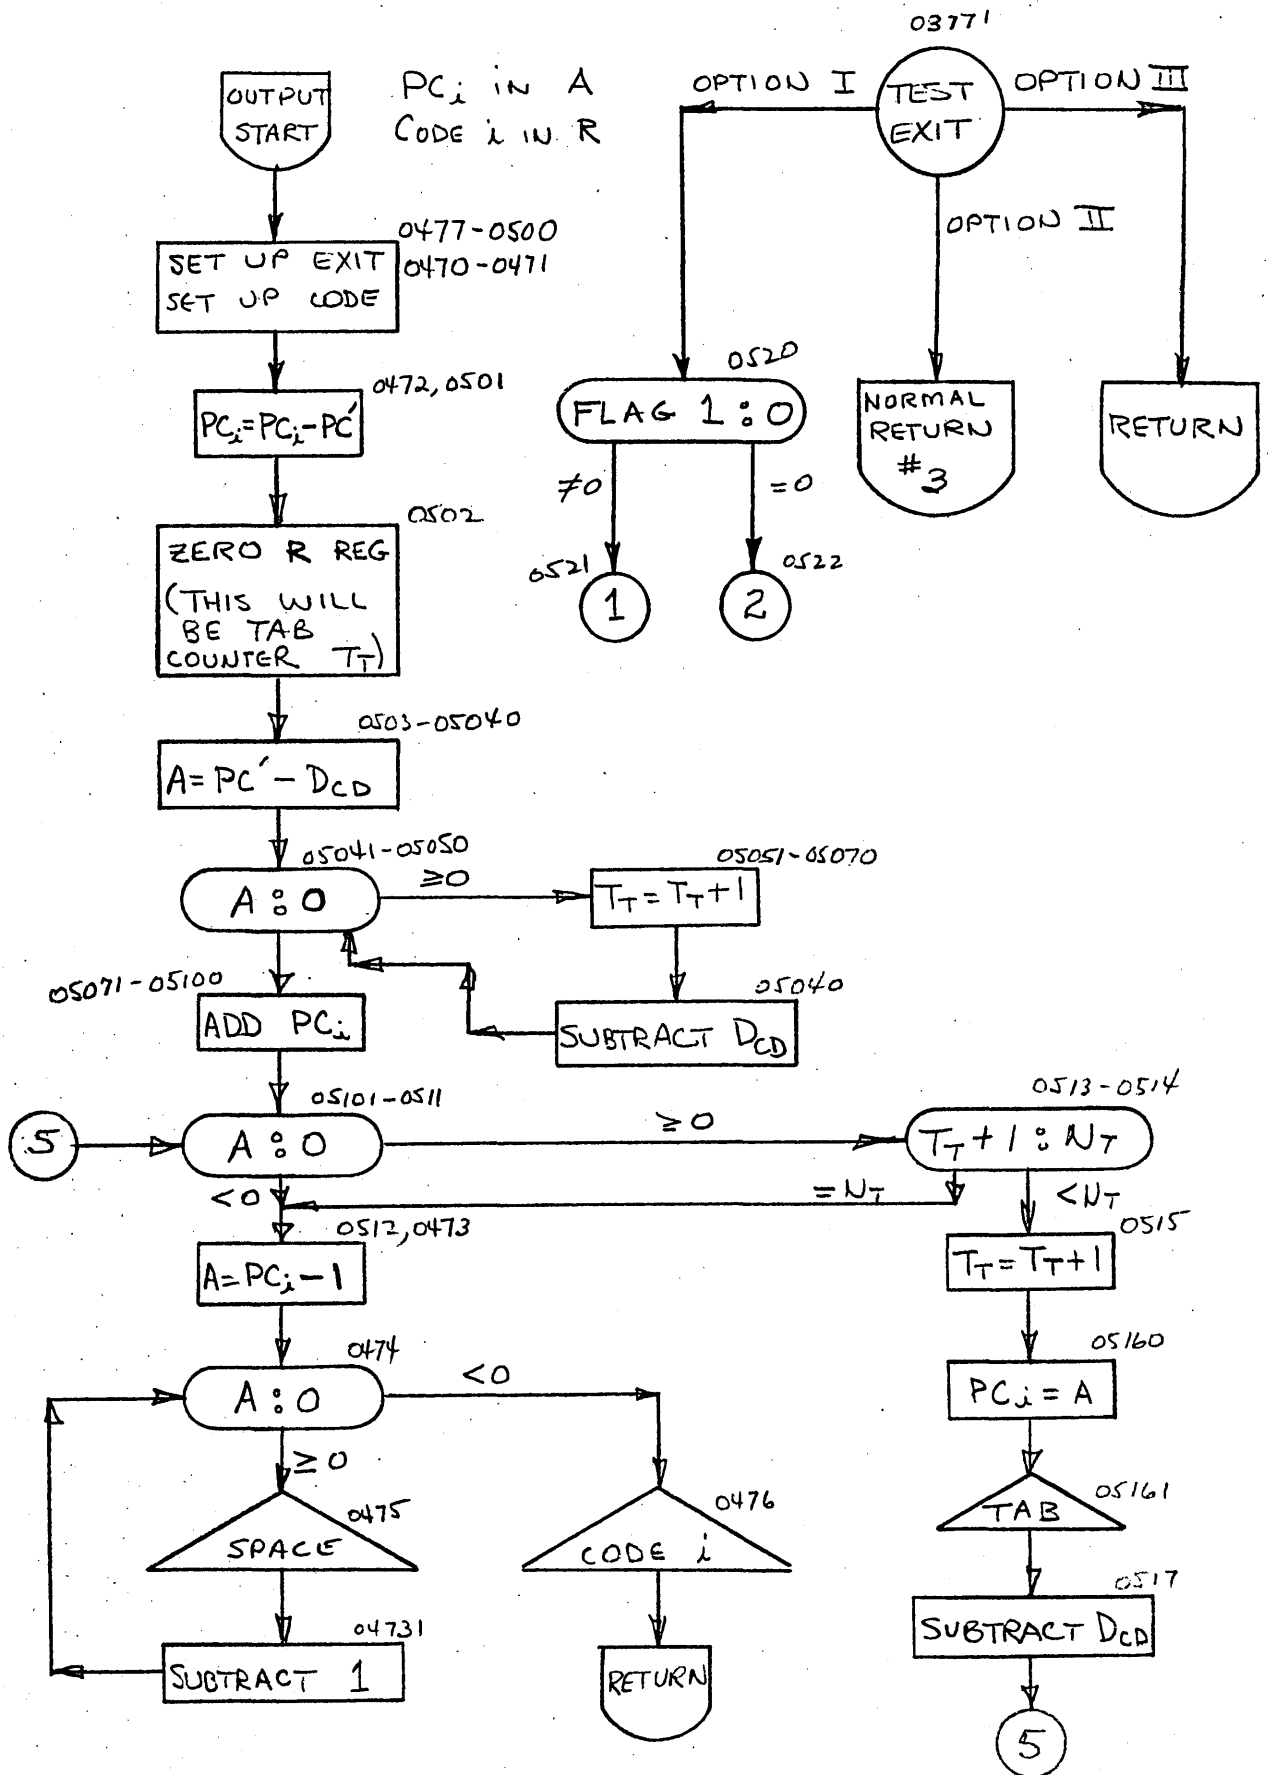 OUTPUT
START
PCi IN A
CODE i IN R
0477-0500
0470-0471
SET UP EXIT
SET UP CODE
0472,0501
PCi=PCi-PC'
0502
ZERO R REG
(THIS WILL
BE TAB
COUNTER TT)
0503-05040
A=PC'-DCD
05041-05050
A:0
≥0
05051-05070
TT=TT+1
05040
SUBTRACT DCD
05071-05100
ADD PCi
05101-0511
5
A:0
≥0
0513-0514
TT+1:NT
<0
=NT
<NT
0512,0473
A=PCi-1
0474
A:0
<0
≥0
0475
SPACE
04731
SUBTRACT 1
0476
CODE i
RETURN
0515
TT=TT+1
05160
PCi=A
05161
TAB
0517
SUBTRACT DCD
5
03771
TEST
EXIT
OPTION I
OPTION II
OPTION III
0520
FLAG 1:0
≠0
=0
0521
1
0522
2
NORMAL
RETURN
#3
RETURN